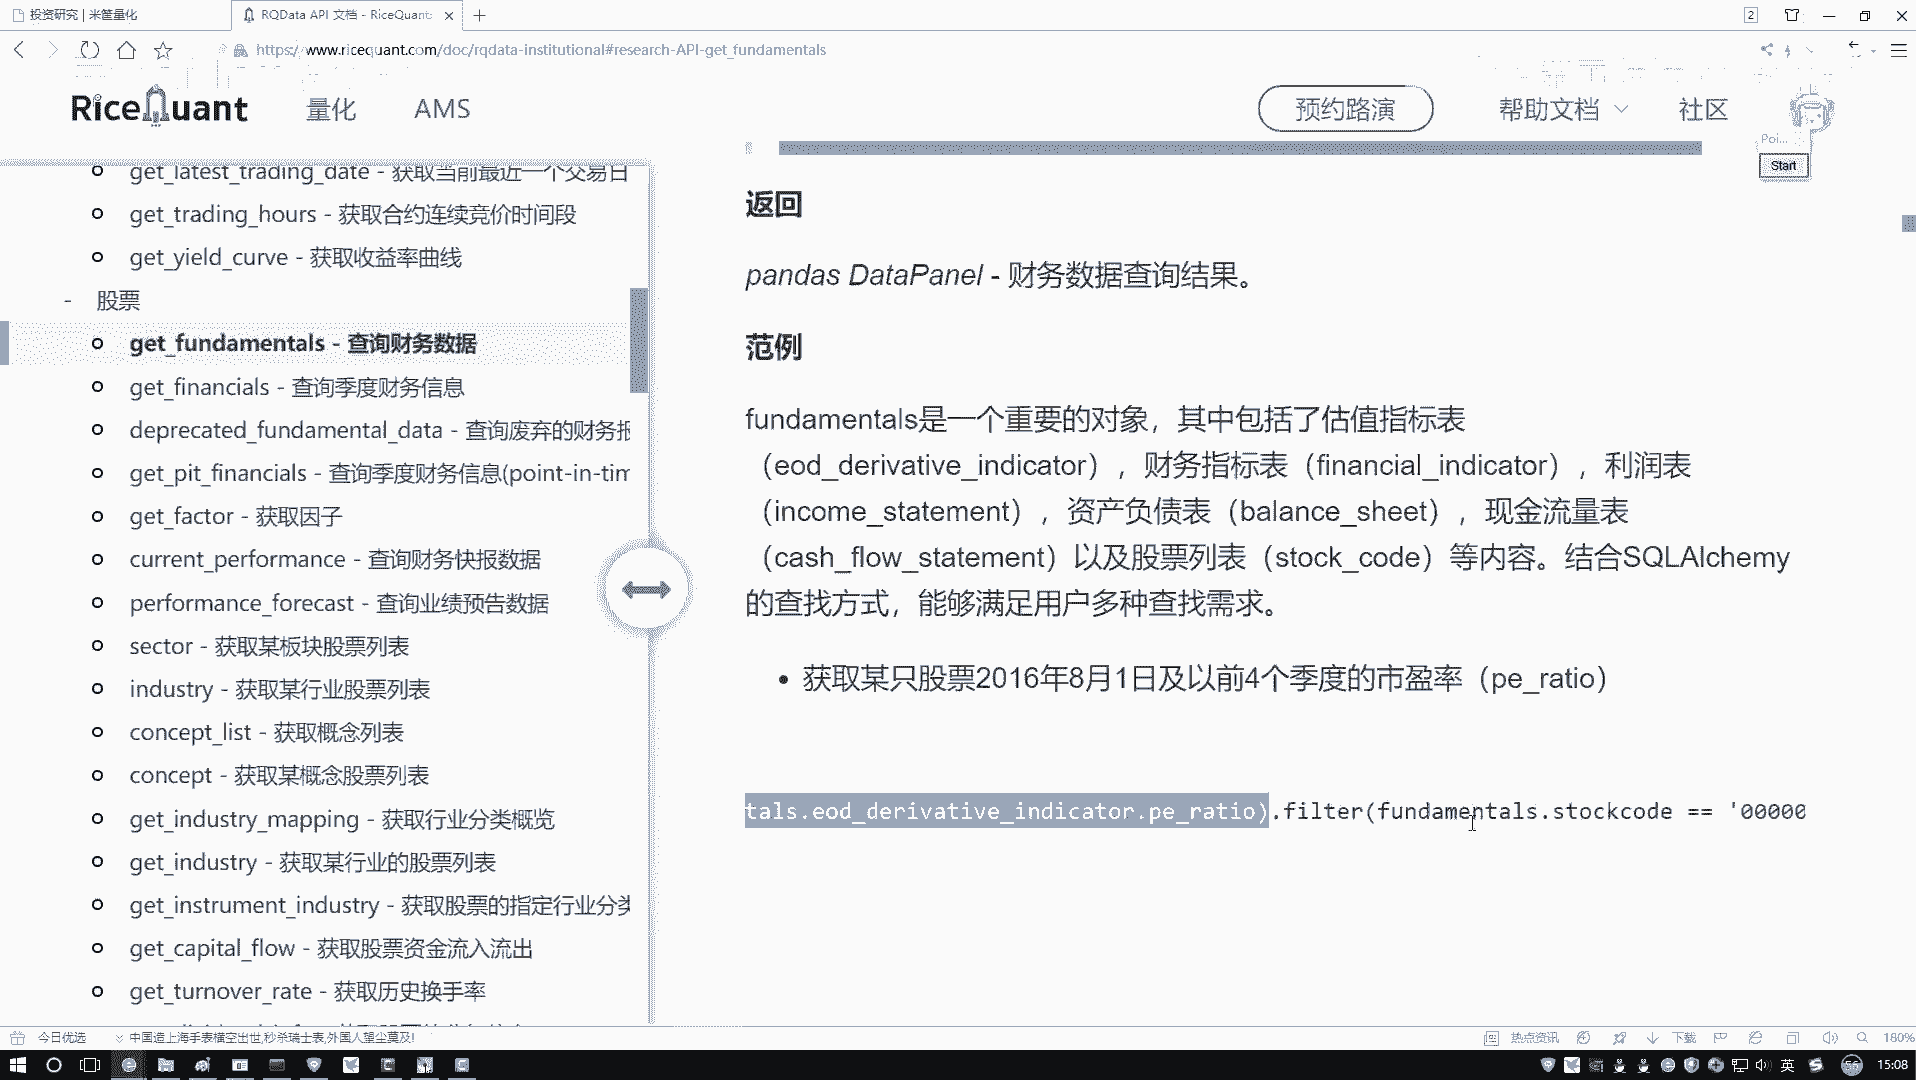 投资研究 | 米筐量化
RQData API 文档 - RiceQuant:
2
https://www.ricequant.com/doc/rqdata-institutional#research-API-get_fundamentals
RiceQuant
量化
AMS
预约路演
帮助文档
社区
Poi...
Start
get_latest_trading_date - 获取当前最近一个交易日
get_trading_hours - 获取合约连续竞价时间段
get_yield_curve - 获取收益率曲线
- 股票
get_fundamentals - 查询财务数据
get_financials - 查询季度财务信息
deprecated_fundamental_data - 查询废弃的财务报
get_pit_financials - 查询季度财务信息(point-in-tim
get_factor - 获取因子
current_performance - 查询财务快报数据
performance_forecast - 查询业绩预告数据
sector - 获取某板块股票列表
industry - 获取某行业股票列表
concept_list - 获取概念列表
concept - 获取某概念股票列表
get_industry_mapping - 获取行业分类概览
get_industry - 获取某行业的股票列表
get_instrument_industry - 获取股票的指定行业分类
get_capital_flow - 获取股票资金流入流出
get_turnover_rate - 获取历史换手率
返回
pandas DataPanel - 财务数据查询结果。
范例
fundamentals是一个重要的对象，其中包括了估值指标表
（eod_derivative_indicator），财务指标表（financial_indicator），利润表
（income_statement），资产负债表（balance_sheet），现金流量表
（cash_flow_statement）以及股票列表（stock_code）等内容。结合SQLAlchemy
的查找方式，能够满足用户多种查找需求。
获取某只股票2016年8月1日及以前4个季度的市盈率（pe_ratio）
tals.eod_derivative_indicator.pe_ratio).filter(fundamentals.stockcode == '00000
今日优选
中国造上海手表横空出世,秒杀瑞士表,外国人望尘莫及!
热点资讯
下载
180%
英
56
15:08